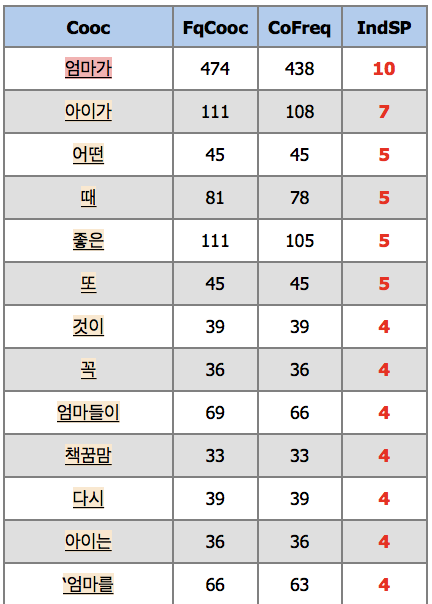 Cooc FqCooc CoFreq IndSP
엄마가 474 438 10
아이가 111 108 7
어떤 45 45 5
때 81 78 5
좋은 111 105 5
또 45 45 5
것이 39 39 4
꼭 36 36 4
엄마들이 69 66 4
책꿈맘 33 33 4
다시 39 39 4
아이는 36 36 4
‘엄마를 66 63 4